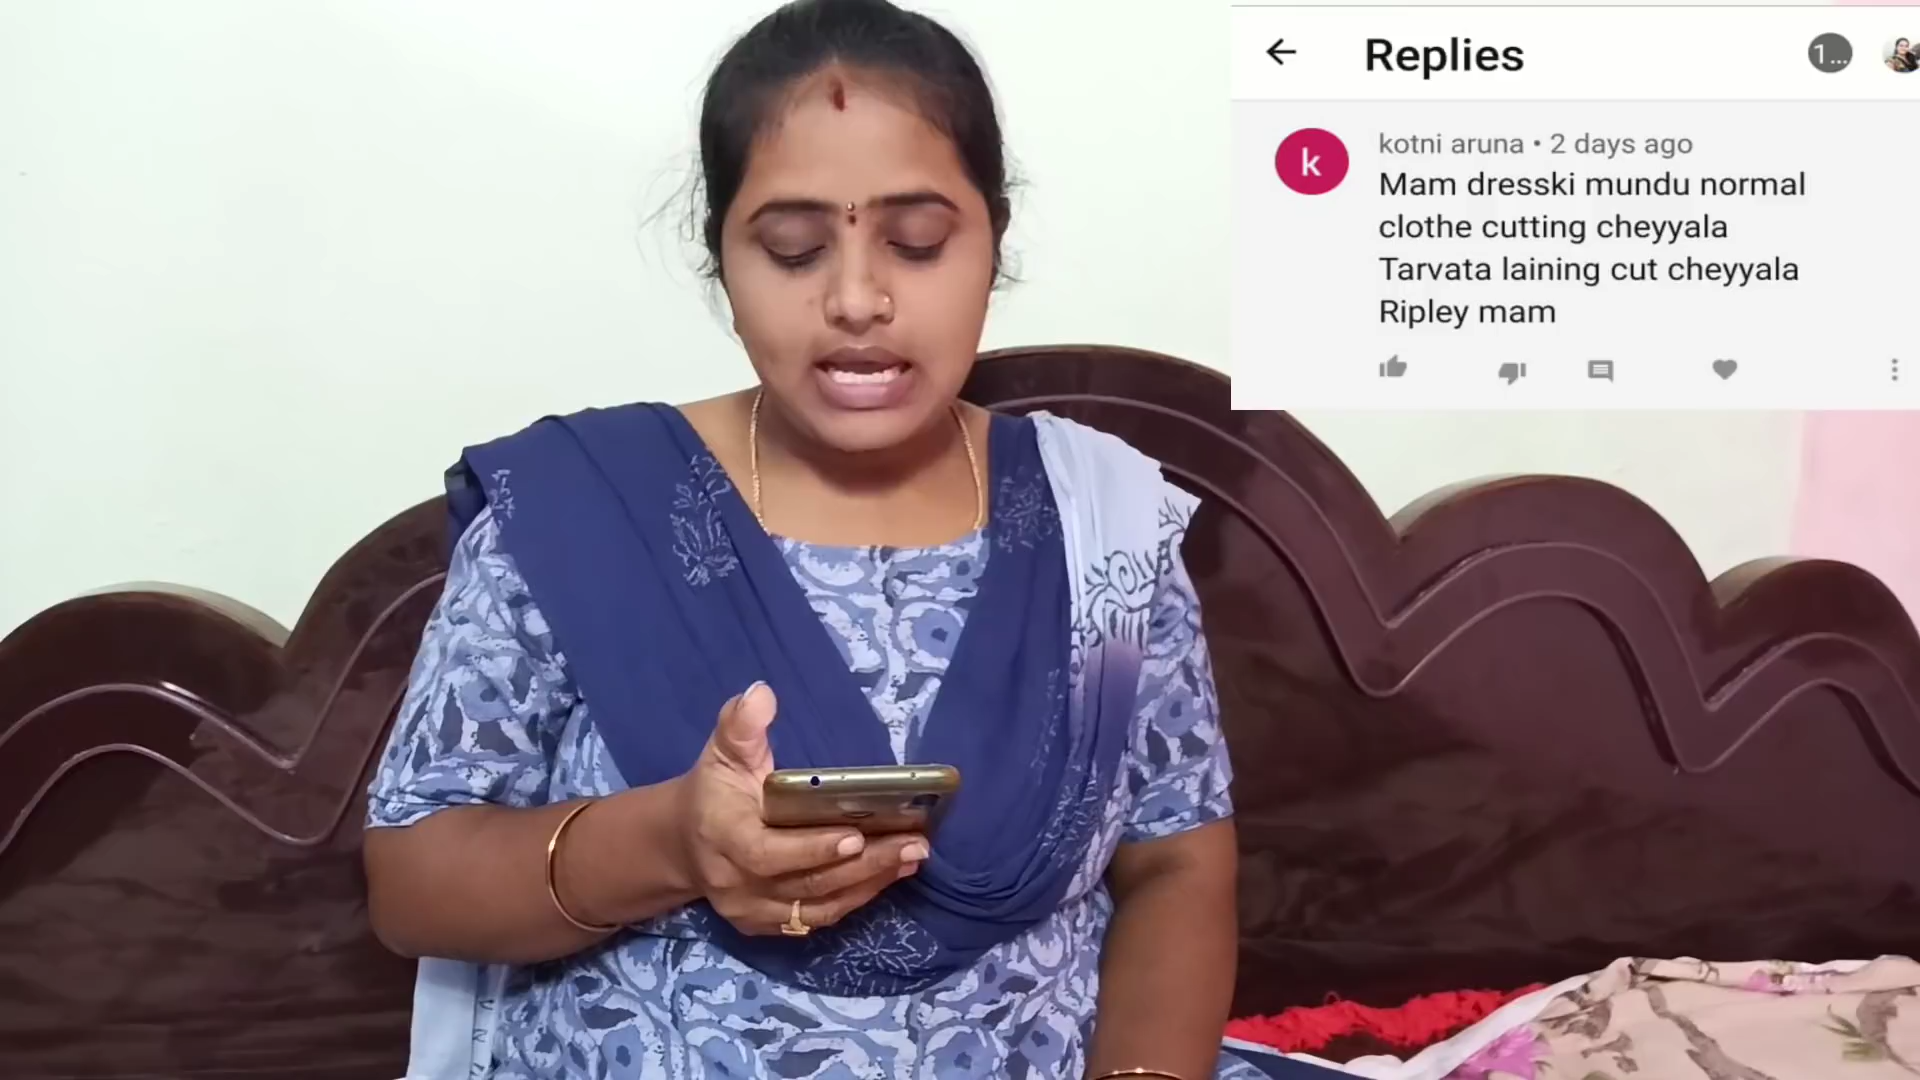 Replies
1...
k
kotni aruna • 2 days ago
Mam dresski mundu normal
clothe cutting cheyyala
Tarvata laining cut cheyyala
Ripley mam